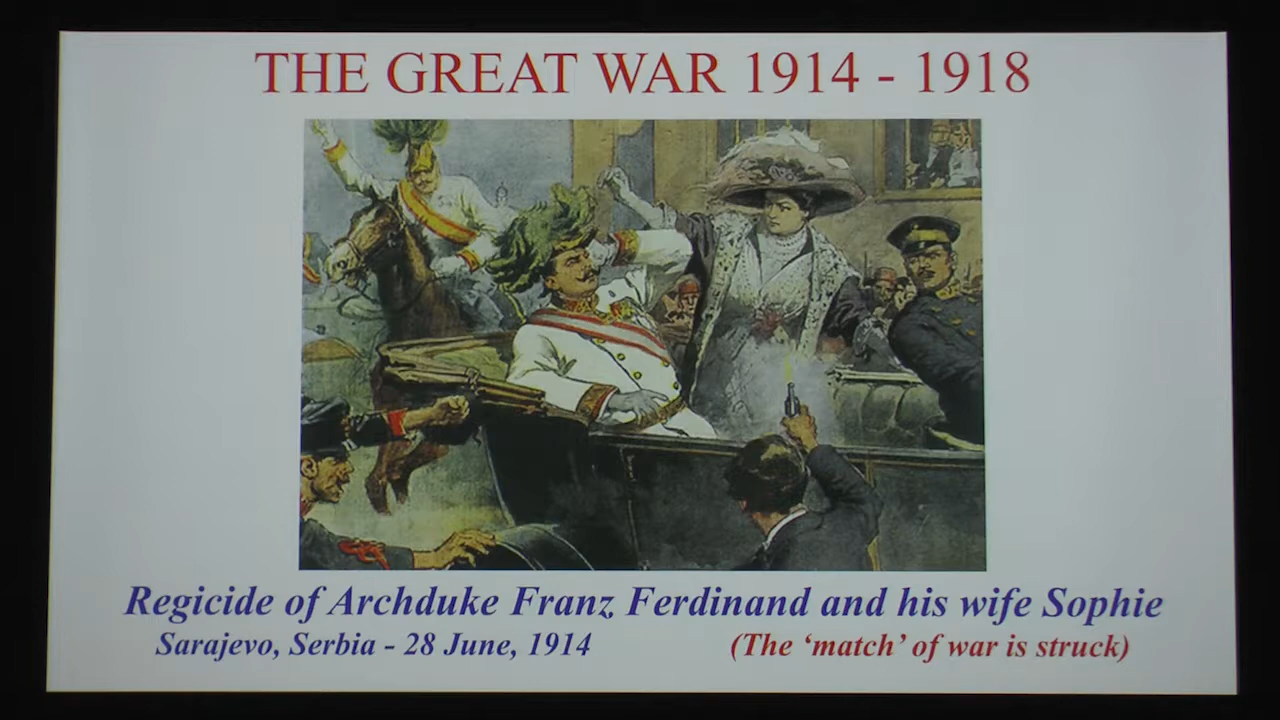 THE GREAT WAR 1914 - 1918
Regicide of Archduke Franz Ferdinand and his wife Sophie
Sarajevo, Serbia - 28 June, 1914
(The ‘match’ of war is struck)